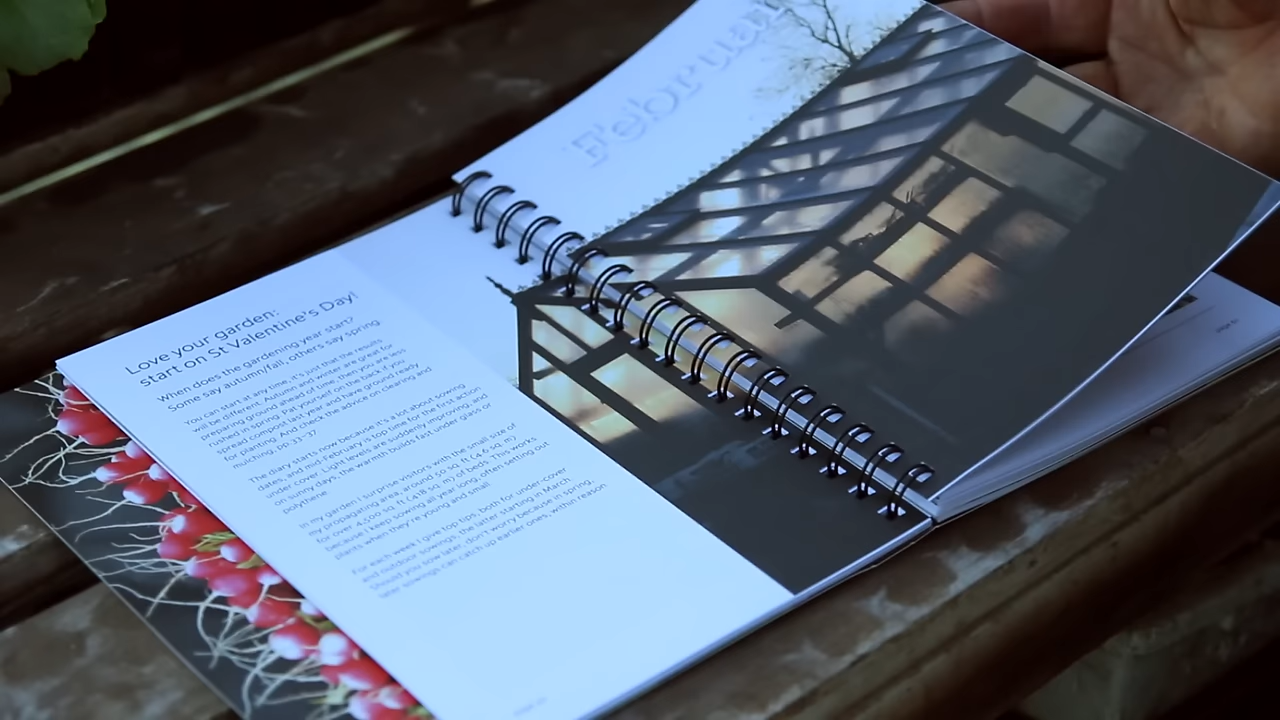 February
Love your garden:
start on St Valentine's Day!
When does the gardening year start?
Some say autumn/fall, others say spring.
You can start at any time, it's just that the results
will be different. Autumn and winter are great for
preparing ground ahead of time, then you are less
rushed in spring. Pat yourself on the back if you
spread compost last year and have ground ready
for planting. And check the advice on clearing and
mulching, pp.33–37.
The diary starts now because it's a lot about sowing
dates, and mid-February is top time for the first action
under cover. Light levels are suddenly improving, and
on sunny days, the warmth builds fast under glass or
polythene.
In my garden I surprise visitors with the small size of
my propagating area, around 50 sq. ft. (4.6 sq. m)
for over 4,500 sq. ft (418 sq. m) of beds. This works
because I keep sowing all year long, often setting out
plants when they're young and small.
For each week I give top tips, both for under-cover
and outdoor sowings, the latter starting in March.
Should you sow later, don't worry because in spring,
later sowings can catch up earlier ones, within reason.